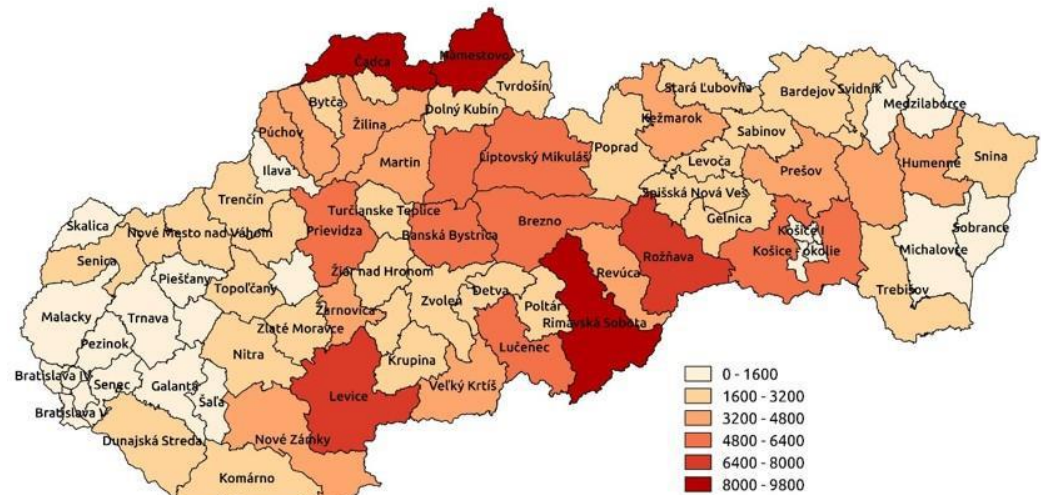 Čadca
Námestovo
Tvrdošín
Bytča
Dolný Kubín
Stará Ľubovňa
Bardejov
Svidník
Medzilaborce
Púchov
Žilina
Kežmarok
Sabinov
Ilava
Martin
Liptovský Mikuláš
Poprad
Levoča
Prešov
Humenné
Snina
Trenčín
Spišská Nová Ves
Gelnica
Skalica
Nové Mesto nad Váhom
Turčianske Teplice
Prievidza
Banská Bystrica
Brezno
Košice I
Sobrance
Senica
Piešťany
Topoľčany
Žiar nad Hronom
Revúca
Rožňava
Košice - okolie
Michalovce
Malacky
Trnava
Žarnovica
Zvolen
Detva
Poltár
Trebišov
Pezinok
Zlaté Moravce
Rimavská Sobota
Nitra
Krupina
Lučenec
Bratislava IV
Senec
Galanta
Šaľa
Levice
Veľký Krtíš
Bratislava V
Dunajská Streda
Nové Zámky
Komárno
0 - 1600
1600 - 3200
3200 - 4800
4800 - 6400
6400 - 8000
8000 - 9800